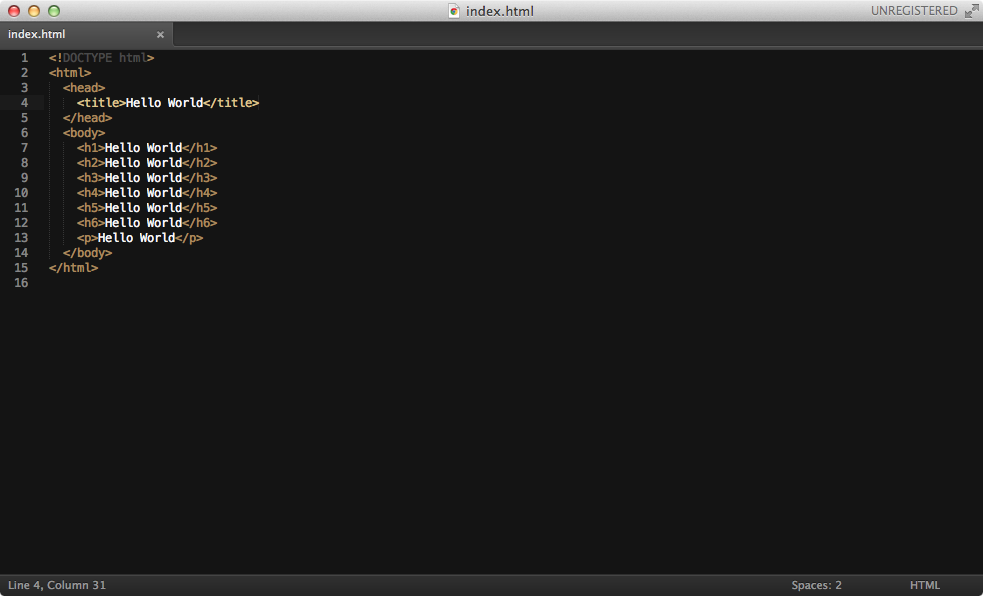 index.html
UNREGISTERED
index.html ×
1 <!DOCTYPE html>
2 <html>
3   <head>
4     <title>Hello World</title>
5   </head>
6   <body>
7     <h1>Hello World</h1>
8     <h2>Hello World</h2>
9     <h3>Hello World</h3>
10     <h4>Hello World</h4>
11     <h5>Hello World</h5>
12     <h6>Hello World</h6>
13     <p>Hello World</p>
14   </body>
15 </html>
16
Line 4, Column 31
Spaces: 2
HTML